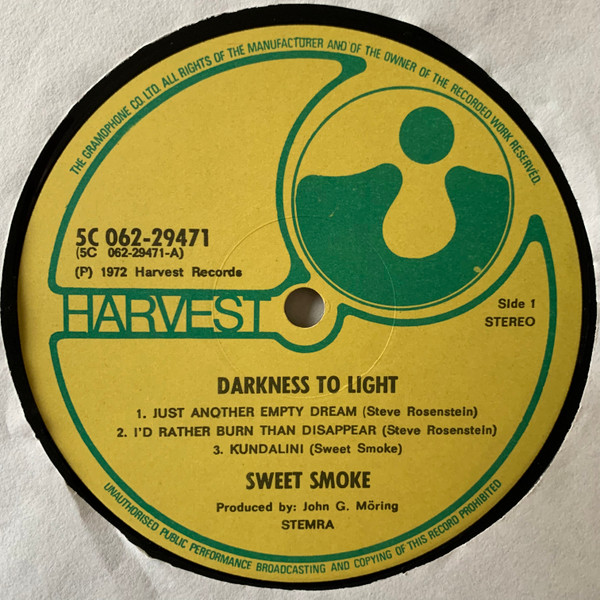 THE GRAMOPHONE CO. LTD. ALL RIGHTS OF THE MANUFACTURER AND OF THE OWNER OF THE RECORDED WORK RESERVED.
5C 062-29471
(5C 062-29471-A)
(P) 1972 Harvest Records
HARVEST
Side 1
STEREO
DARKNESS TO LIGHT
1. JUST ANOTHER EMPTY DREAM (Steve Rosenstein)
2. I'D RATHER BURN THAN DISAPPEAR (Steve Rosenstein)
3. KUNDALINI (Sweet Smoke)
SWEET SMOKE
Produced by: John G. Möring
STEMRA
UNAUTHORISED PUBLIC PERFORMANCE BROADCASTING AND COPYING OF THIS RECORD PROHIBITED